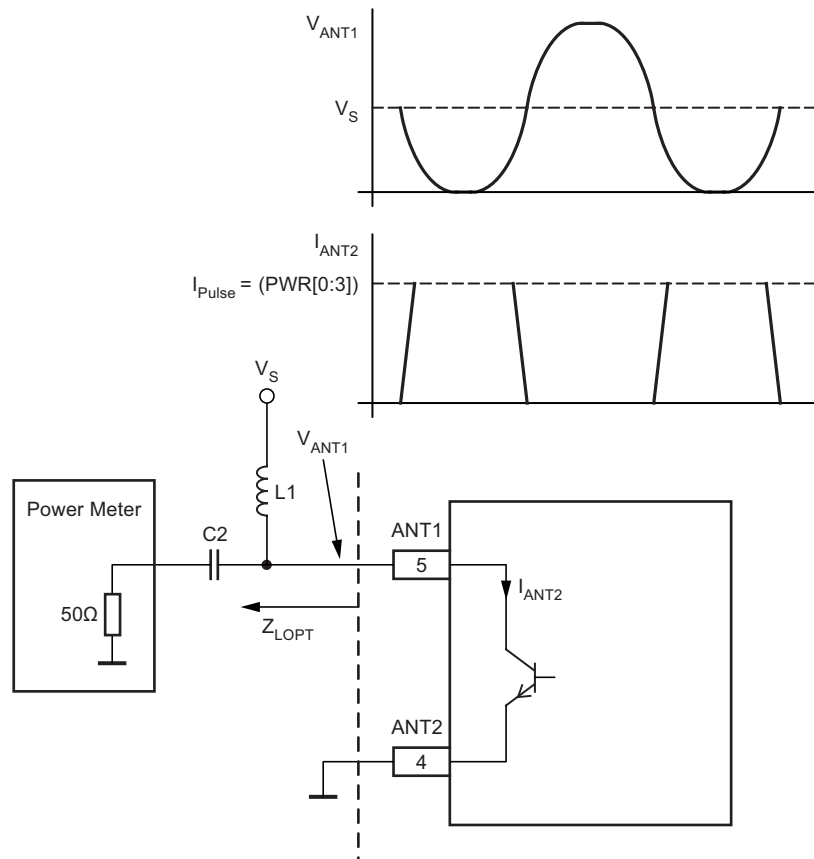 V_ANT1
V_S
I_ANT2
I_Pulse = (PWR[0:3])
V_S
V_ANT1
L1
Power Meter
C2
ANT1
5
I_ANT2
50Ω
Z_LOPT
ANT2
4